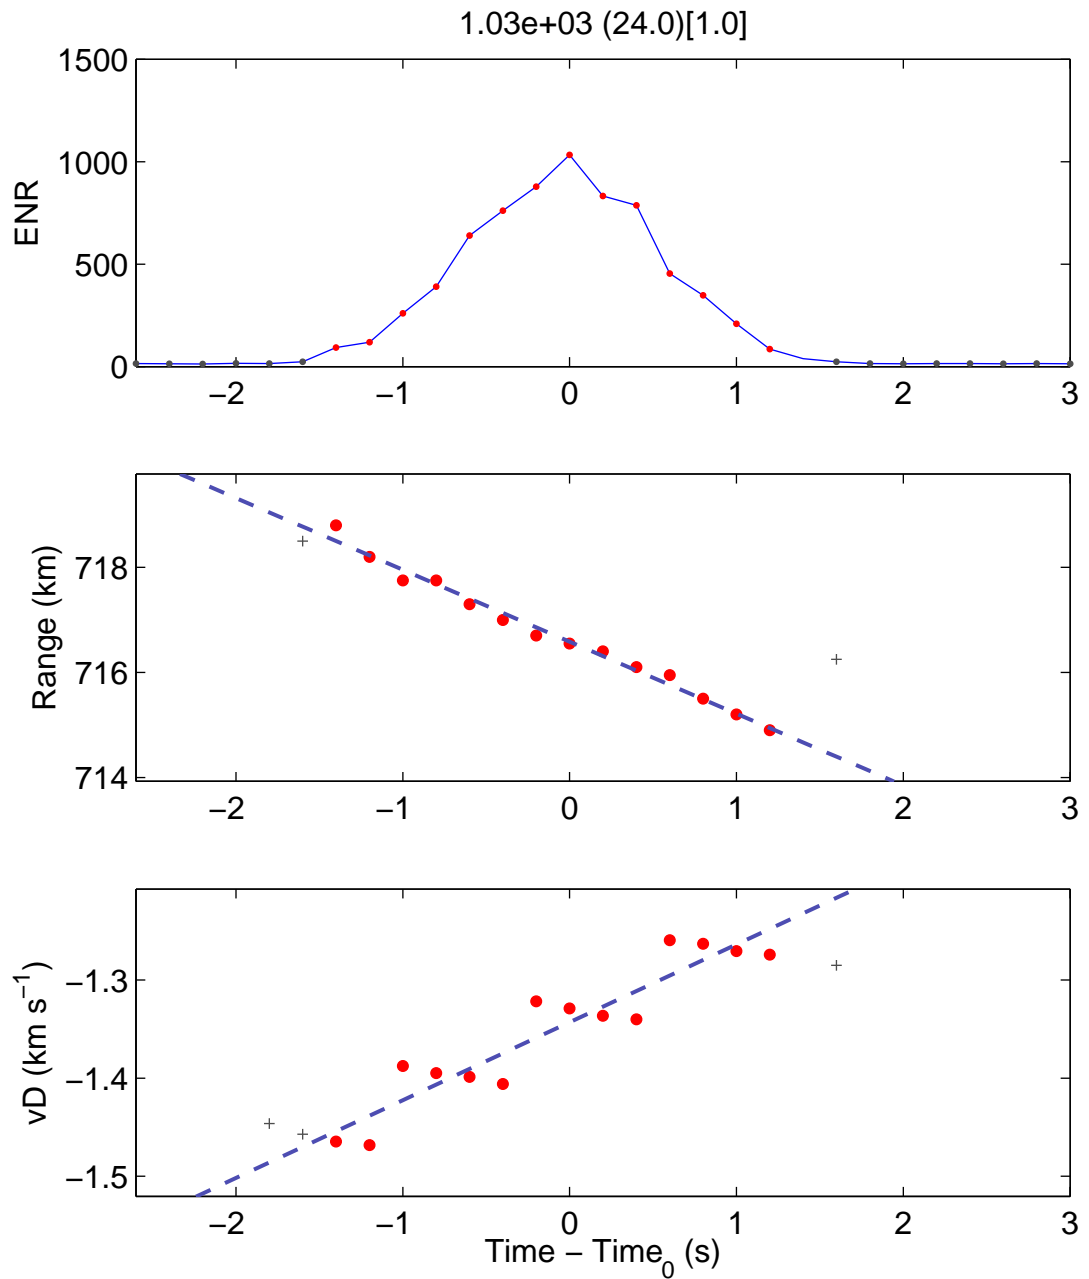 1.03e+03 (24.0)[1.0]
1500
1000
500
0
ENR
−2 −1 0 1 2 3
718
716
714
Range (km)
−2 −1 0 1 2 3
−1.3
−1.4
−1.5
vD (km s−1)
−2 −1 0 1 2 3
Time − Time0 (s)